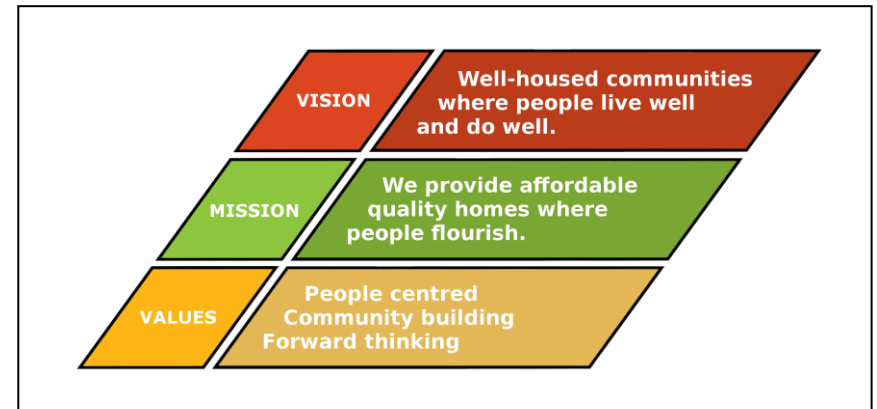 VISION
Well-housed communities
where people live well
and do well.
MISSION
We provide affordable
quality homes where
people flourish.
VALUES
People centred
Community building
Forward thinking